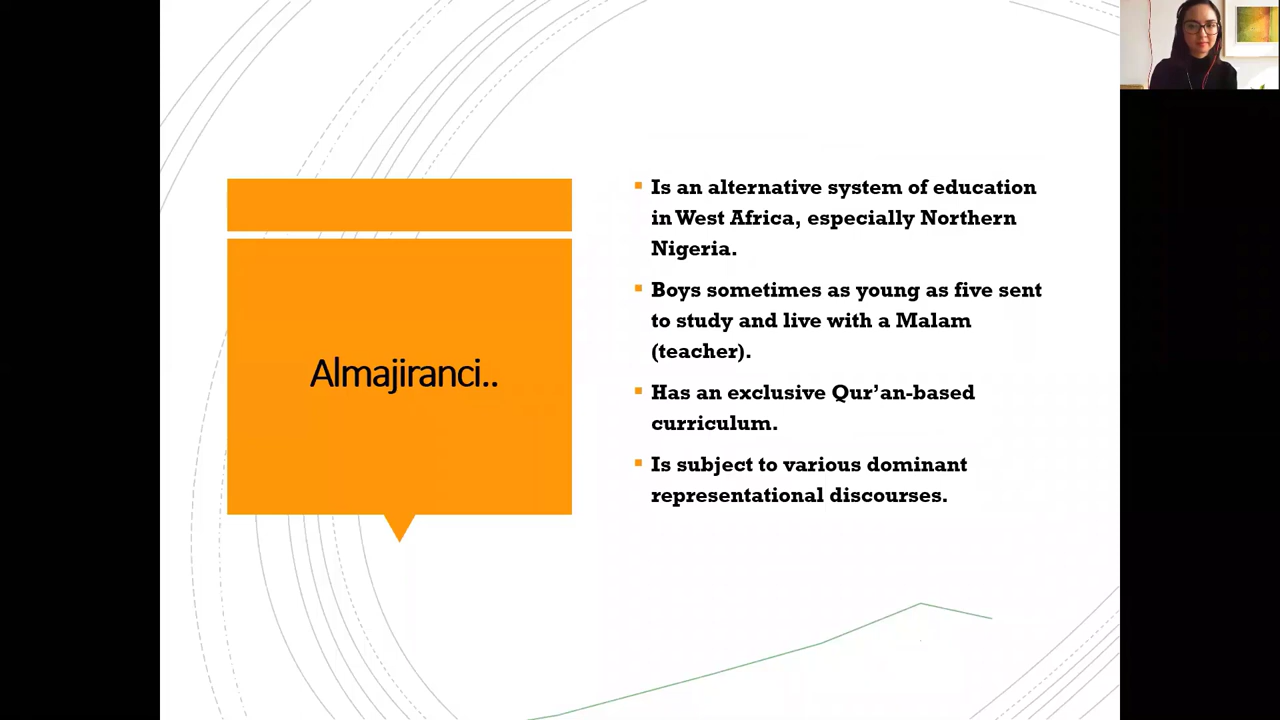 Almajiranci..
Is an alternative system of education
in West Africa, especially Northern
Nigeria.
Boys sometimes as young as five sent
to study and live with a Malam
(teacher).
Has an exclusive Qur’an-based
curriculum.
Is subject to various dominant
representational discourses.